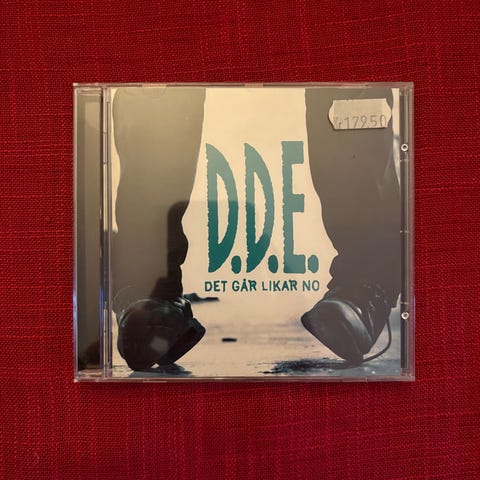 Kr 179.50
D.D.E.
DET GÅR LIKAR NO